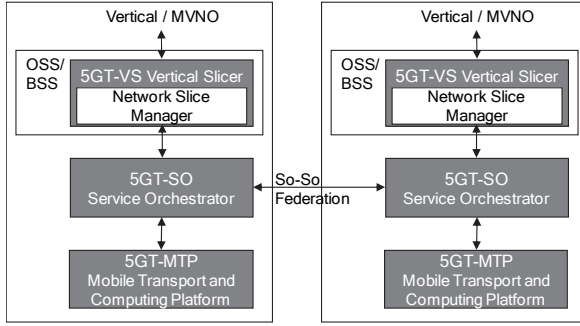 Vertical / MVNO
OSS/
BSS
5GT-VS Vertical Slicer
Network Slice
Manager
5GT-SO
Service Orchestrator
5GT-MTP
Mobile Transport and
Computing Platform
So-So
Federation
Vertical / MVNO
OSS/
BSS
5GT-VS Vertical Slicer
Network Slice
Manager
5GT-SO
Service Orchestrator
5GT-MTP
Mobile Transport and
Computing Platform